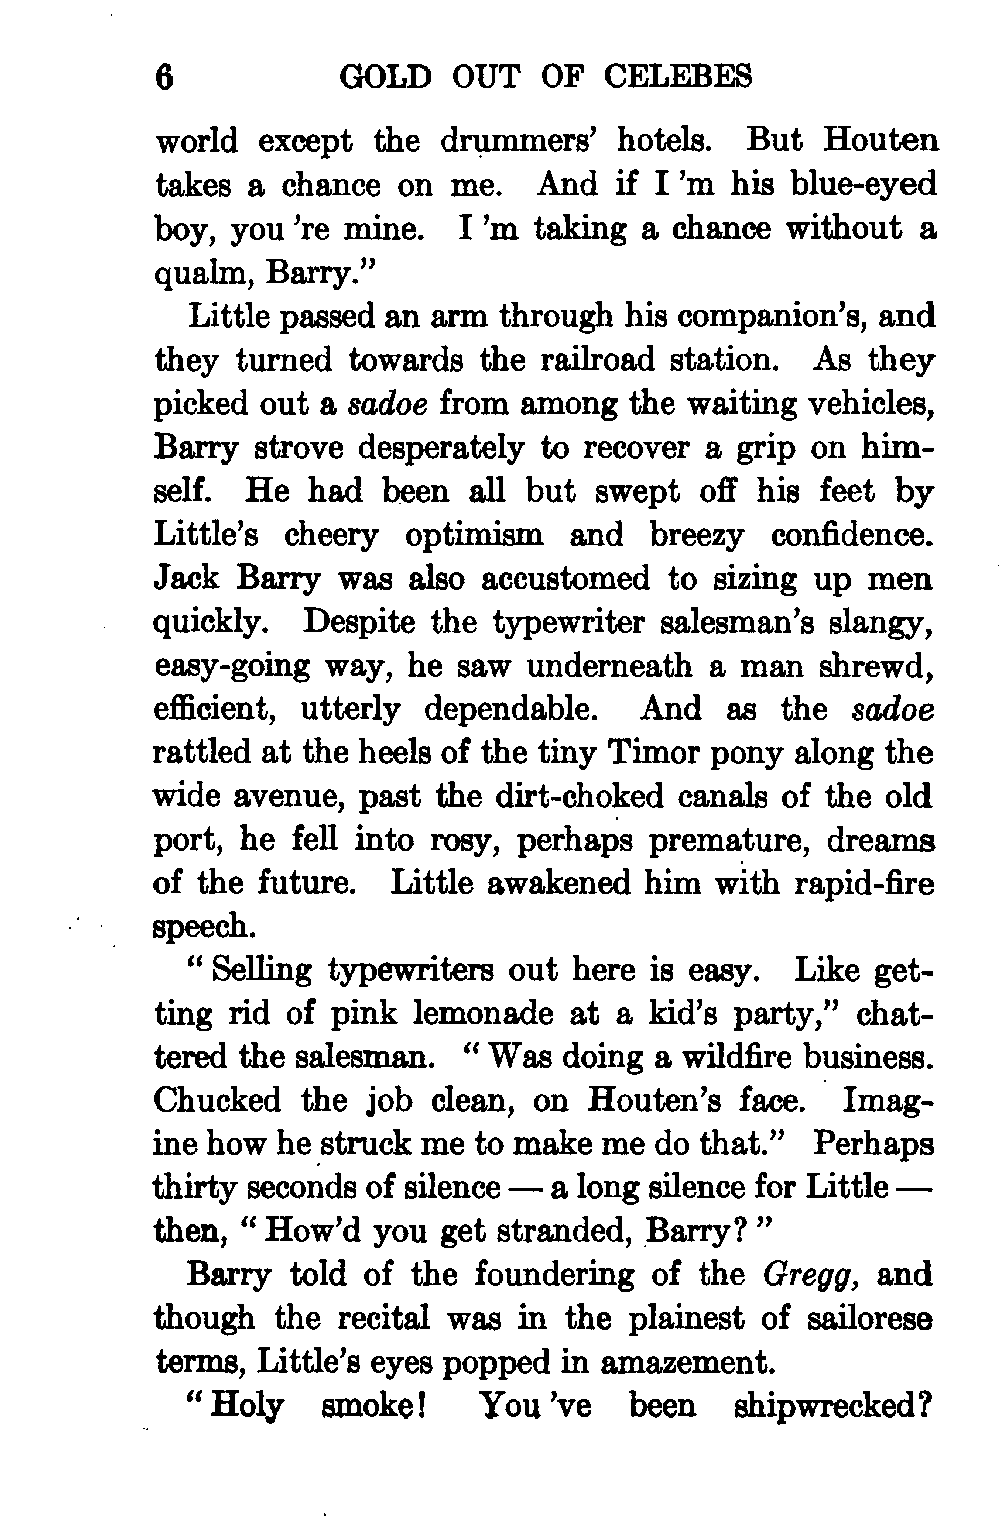 6 GOLD OUT OF CELEBES
world except the drummers' hotels. But Houten
takes a chance on me. And if I 'm his blue-eyed
boy, you 're mine. I 'm taking a chance without a
qualm, Barry."
Little passed an arm through his companion's, and
they turned towards the railroad station. As they
picked out a sadoe from among the waiting vehicles,
Barry strove desperately to recover a grip on him-
self. He had been all but swept off his feet by
Little's cheery optimism and breezy confidence.
Jack Barry was also accustomed to sizing up men
quickly. Despite the typewriter salesman's slangy,
easy-going way, he saw underneath a man shrewd,
efficient, utterly dependable. And as the sadoe
rattled at the heels of the tiny Timor pony along the
wide avenue, past the dirt-choked canals of the old
port, he fell into rosy, perhaps premature, dreams
of the future. Little awakened him with rapid-fire
speech.
" Selling typewriters out here is easy. Like get-
ting rid of pink lemonade at a kid's party," chat-
tered the salesman. " Was doing a wildfire business.
Chucked the job clean, on Houten's face. Imag-
ine how he struck me to make me do that." Perhaps
thirty seconds of silence — a long silence for Little —
then, " How'd you get stranded, Barry? "
Barry told of the foundering of the Gregg, and
though the recital was in the plainest of sailorese
terms, Little's eyes popped in amazement.
" Holy smoke! You 've been shipwrecked?